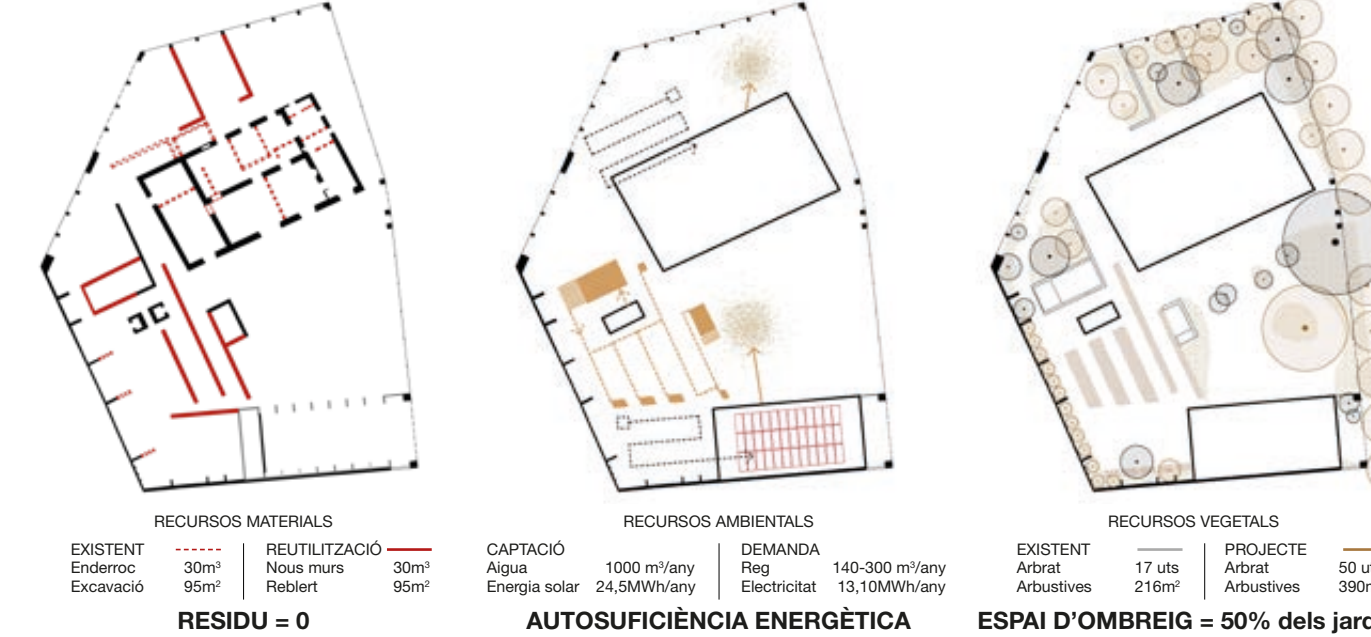 RECURSOS MATERIALS
EXISTENT REUTILITZACIÓ
Enderroc 30m³ Nous murs 30m³
Excavació 95m² Reblert 95m²
RESIDU = 0
RECURSOS AMBIENTALS
CAPTACIÓ DEMANDA
Aigua 1000 m³/any Reg 140-300 m³/any
Energia solar 24,5MWh/any Electricitat 13,10MWh/any
AUTOSUFICIÈNCIA ENERGÈTICA
RECURSOS VEGETALS
EXISTENT PROJECTE
Arbrat 17 uts Arbrat 50
Arbustives 216m² Arbustives
ESPAI D'OMBREIG = 50% dels